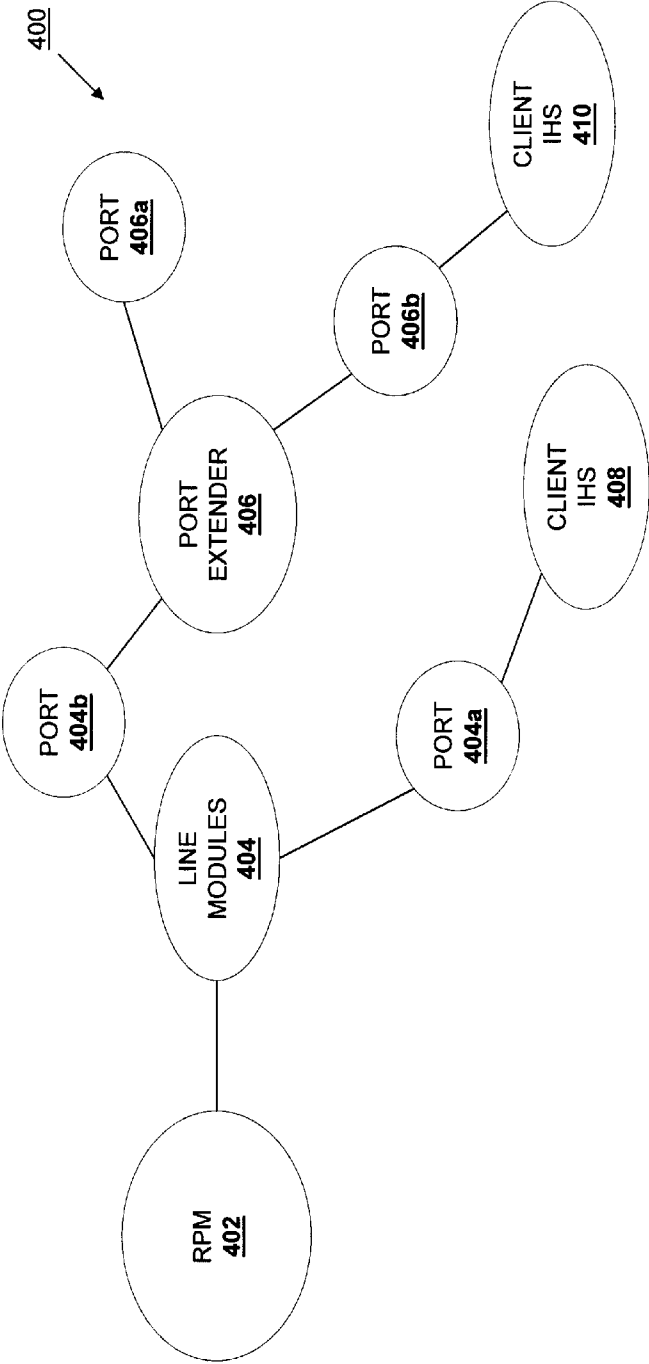 400
RPM
402
LINE
MODULES
404
PORT
404b
PORT
404a
PORT
EXTENDER
406
PORT
406a
PORT
406b
CLIENT
IHS
408
CLIENT
IHS
410